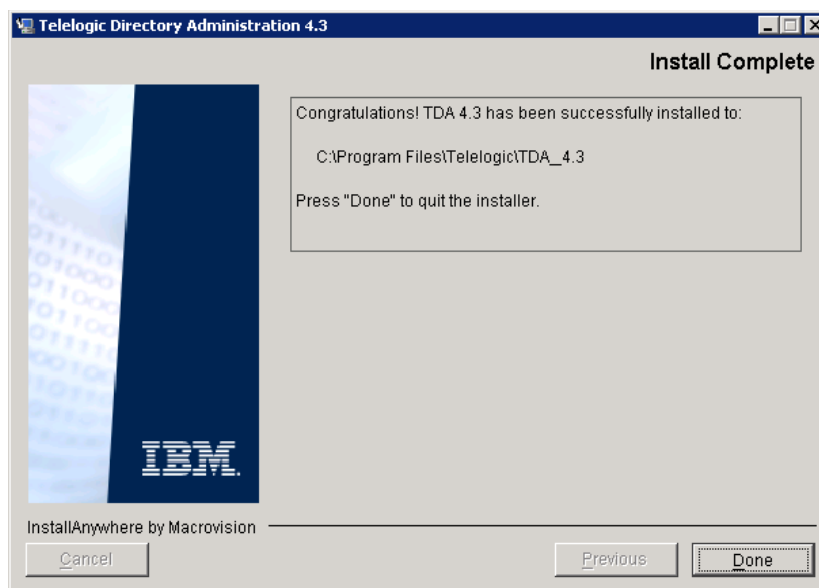 Telelogic Directory Administration 4.3
Install Complete
Congratulations! TDA 4.3 has been successfully installed to:
C:\Program Files\Telelogic\TDA_4.3
Press "Done" to quit the installer.
IBM.
InstallAnywhere by Macrovision
Cancel
Previous
Done